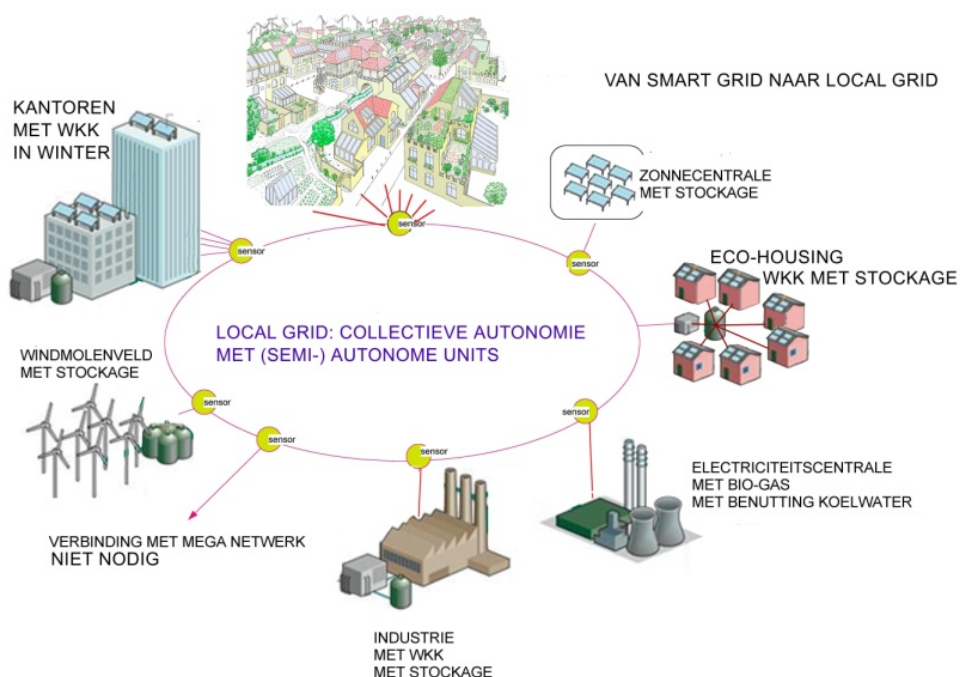 VAN SMART GRID NAAR LOCAL GRID
KANTOREN
MET WKK
IN WINTER
ZONNECENTRALE
MET STOCKAGE
sensor
sensor
sensor
ECO-HOUSING
WKK MET STOCKAGE
LOCAL GRID: COLLECTIEVE AUTONOMIE
MET (SEMI-) AUTONOME UNITS
WINDMOLENVELD
MET STOCKAGE
sensor
sensor
sensor
sensor
ELECTRICITEITSCENTRALE
MET BIO-GAS
MET BENUTTING KOELWATER
VERBINDING MET MEGA NETWERK
NIET NODIG
INDUSTRIE
MET WKK
MET STOCKAGE